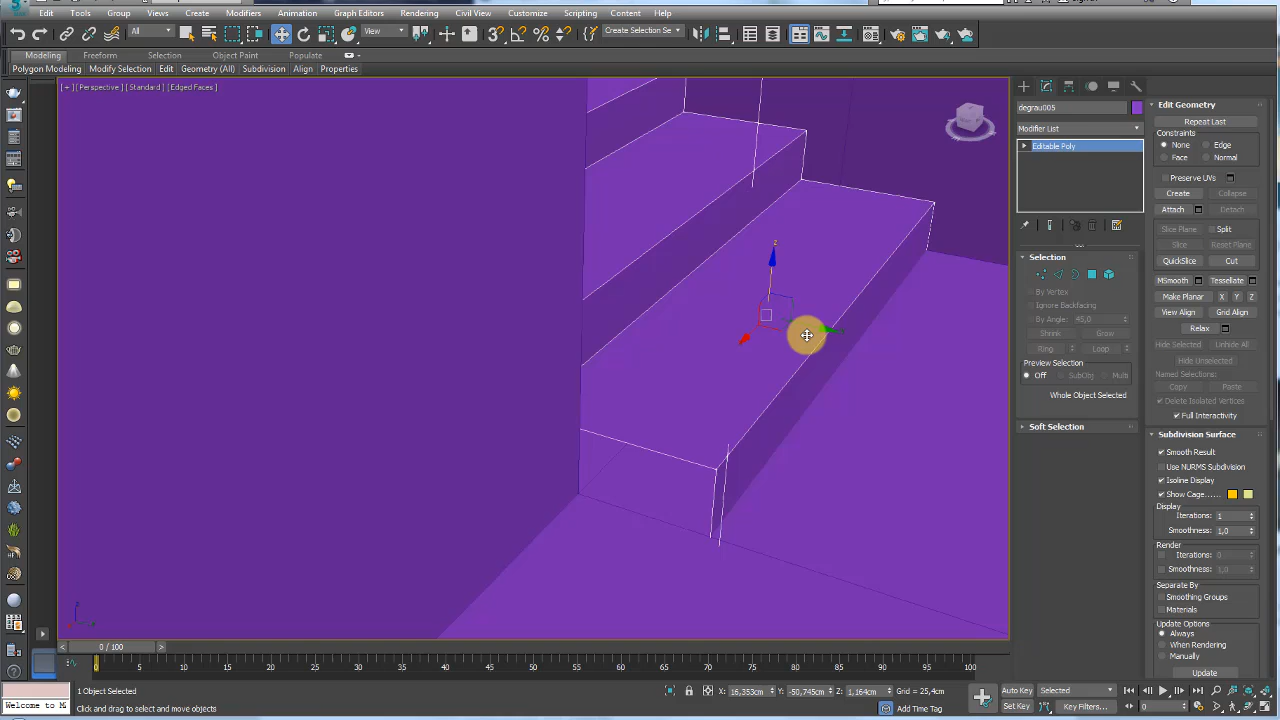 Edit Tools Group Views Create Modifiers Animation Graph Editors Rendering Civil View Customize Scripting Content Help
All View Create Selection Se
Modeling Freeform Selection Object Paint Populate
Polygon Modeling Modify Selection Edit Geometry (All) Subdivision Align Properties
[ + ] [Perspective ] [Standard ] [Edged Faces ]
degrau005
Modifier List
Editable Poly
Selection
By Vertex
Ignore Backfacing
By Angle: 45,0
Shrink Grow
Ring Loop
Preview Selection
Off SubObj Multi
Whole Object Selected
Soft Selection
Edit Geometry
Repeat Last
Constraints
None Edge
Face Normal
Preserve UVs
Create Collapse
Attach Detach
Slice Plane Split
Slice Reset Plane
QuickSlice Cut
MSmooth Tessellate
Make Planar X Y Z
View Align Grid Align
Relax
Hide Selected Unhide All
Hide Unselected
Named Selections:
Copy Paste
Delete Isolated Vertices
Full Interactivity
Subdivision Surface
Smooth Result
Use NURMS Subdivision
Isoline Display
Show Cage......
Display
Iterations: 1
Smoothness: 1,0
Render
Iterations: 0
Smoothness: 1,0
Separate By
Smoothing Groups
Materials
Update Options
Always
When Rendering
Manually
Update
z
z
< 0 / 100 >
0 5 10 15 20 25 30 35 40 45 50 55 60 65 70 75 80 85 90 95 100
1 Object Selected X: 16,353cm Y: -50,745cm Z: 1,164cm Grid = 25,4cm Auto Key Selected
Welcome to M Click and drag to select and move objects Add Time Tag Set Key Key Filters... 0